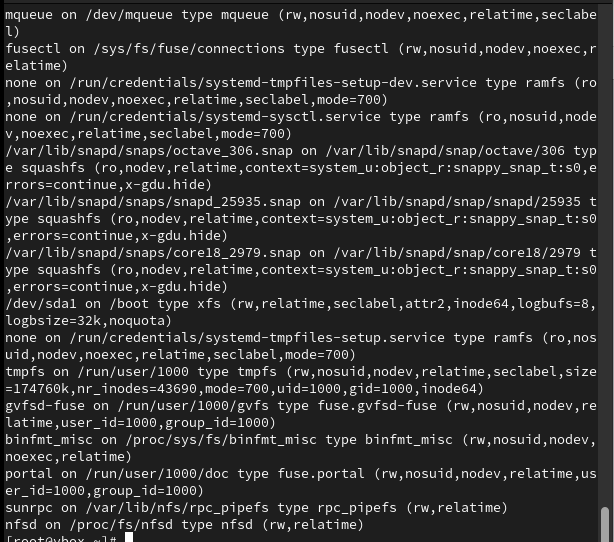 mqueue on /dev/mqueue type mqueue (rw,nosuid,nodev,noexec,relatime,seclabe
l)
fusectl on /sys/fs/fuse/connections type fusectl (rw,nosuid,nodev,noexec,r
elatime)
none on /run/credentials/systemd-tmpfiles-setup-dev.service type ramfs (ro
,nosuid,nodev,noexec,relatime,seclabel,mode=700)
none on /run/credentials/systemd-sysctl.service type ramfs (ro,nosuid,node
v,noexec,relatime,seclabel,mode=700)
/var/lib/snapd/snaps/octave_306.snap on /var/lib/snapd/snap/octave/306 typ
e squashfs (ro,nodev,relatime,context=system_u:object_r:snappy_snap_t:s0,e
rrors=continue,x-gdu.hide)
/var/lib/snapd/snaps/snapd_25935.snap on /var/lib/snapd/snap/snapd/25935 t
ype squashfs (ro,nodev,relatime,context=system_u:object_r:snappy_snap_t:s0
,errors=continue,x-gdu.hide)
/var/lib/snapd/snaps/core18_2979.snap on /var/lib/snapd/snap/core18/2979 t
ype squashfs (ro,nodev,relatime,context=system_u:object_r:snappy_snap_t:s0
,errors=continue,x-gdu.hide)
/dev/sda1 on /boot type xfs (rw,relatime,seclabel,attr2,inode64,logbufs=8,
logbsize=32k,noquota)
none on /run/credentials/systemd-tmpfiles-setup.service type ramfs (ro,nos
uid,nodev,noexec,relatime,seclabel,mode=700)
tmpfs on /run/user/1000 type tmpfs (rw,nosuid,nodev,relatime,seclabel,size
=174760k,nr_inodes=43690,mode=700,uid=1000,gid=1000,inode64)
gvfsd-fuse on /run/user/1000/gvfs type fuse.gvfsd-fuse (rw,nosuid,nodev,re
latime,user_id=1000,group_id=1000)
binfmt_misc on /proc/sys/fs/binfmt_misc type binfmt_misc (rw,nosuid,nodev,
noexec,relatime)
portal on /run/user/1000/doc type fuse.portal (rw,nosuid,nodev,relatime,us
er_id=1000,group_id=1000)
sunrpc on /var/lib/nfs/rpc_pipefs type rpc_pipefs (rw,relatime)
nfsd on /proc/fs/nfsd type nfsd (rw,relatime)
[root@vbox ~]#